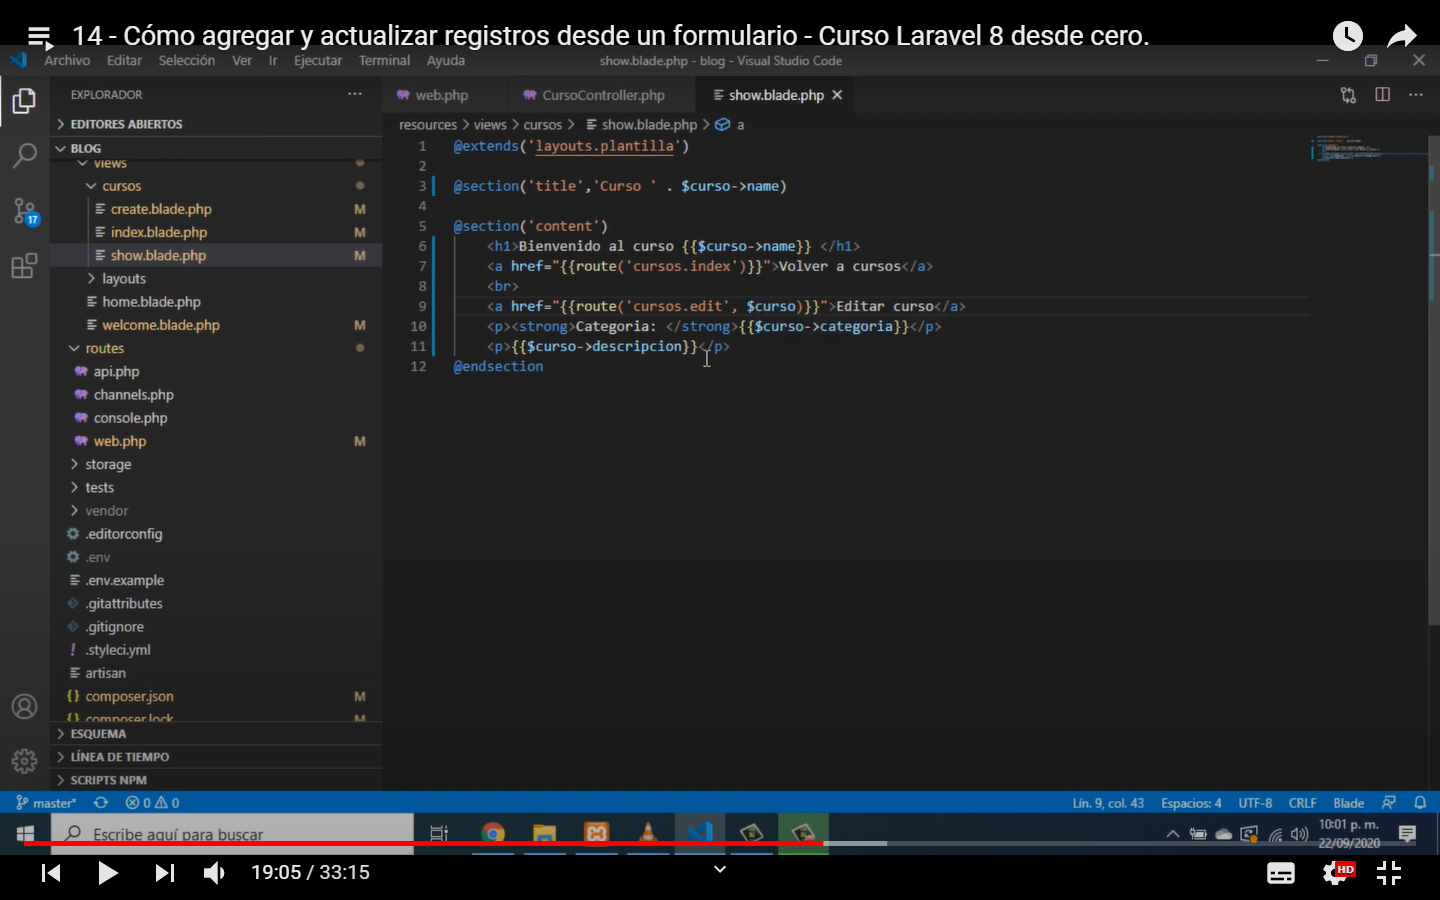 14 - Cómo agregar y actualizar registros desde un formulario - Curso Laravel 8 desde cero.
Archivo Editar Selección Ver Ir Ejecutar Terminal Ayuda show.blade.php - blog - Visual Studio Code
EXPLORADOR
EDITORES ABIERTOS
BLOG
views
cursos
create.blade.php M
index.blade.php M
show.blade.php M
layouts
home.blade.php
welcome.blade.php M
routes
api.php
channels.php
console.php
web.php M
storage
tests
vendor
.editorconfig
.env
.env.example
.gitattributes
.gitignore
.styleci.yml
artisan
composer.json M
composer.lock M
ESQUEMA
LÍNEA DE TIEMPO
SCRIPTS NPM
17
web.php CursoController.php show.blade.php
resources > views > cursos > show.blade.php > a
1 @extends('layouts.plantilla')
2
3 @section('title','Curso ' . $curso->name)
4
5 @section('content')
6 <h1>Bienvenido al curso {{$curso->name}} </h1>
7 <a href="{{route('cursos.index')}}">Volver a cursos</a>
8 <br>
9 <a href="{{route('cursos.edit', $curso)}}">Editar curso</a>
10 <p><strong>Categoria: </strong>{{$curso->categoria}}</p>
11 <p>{{$curso->descripcion}}</p>
12 @endsection
master* 0 0 Lín. 9, col. 43 Espacios: 4 UTF-8 CRLF Blade
Escribe aquí para buscar
10:01 p. m.
22/09/2020
19:05 / 33:15
HD